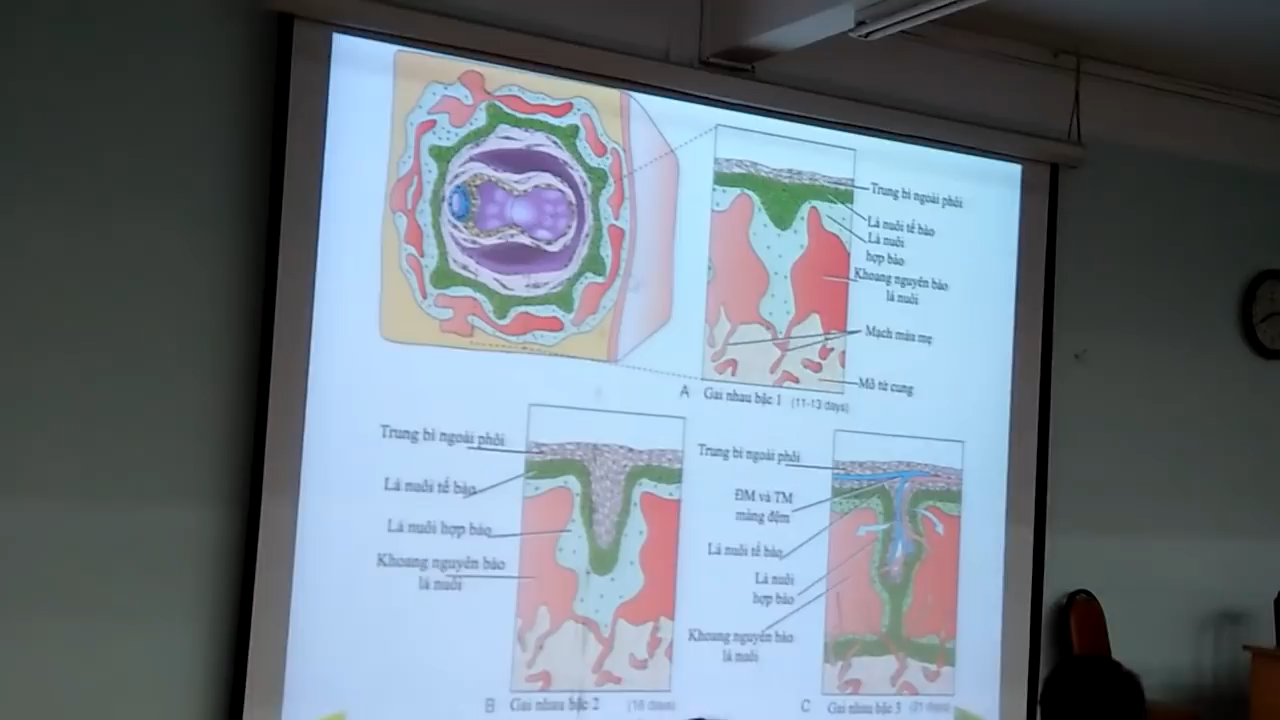 Trung bì ngoài phôi
Lá nuôi tế bào
Lá nuôi
hợp bào
Khoang nguyên bào
lá nuôi
Mạch máu mẹ
Mô tử cung
A Gai nhau bậc 1 (11-13 days)
Trung bì ngoài phôi
Lá nuôi tế bào
Lá nuôi hợp bào
Khoang nguyên bào
lá nuôi
B Gai nhau bậc 2 (16 days)
Trung bì ngoài phôi
ĐM và TM
màng đệm
Lá nuôi tế bào
Lá nuôi
hợp bào
Khoang nguyên bào
lá nuôi
C Gai nhau bậc 3 (21 days)